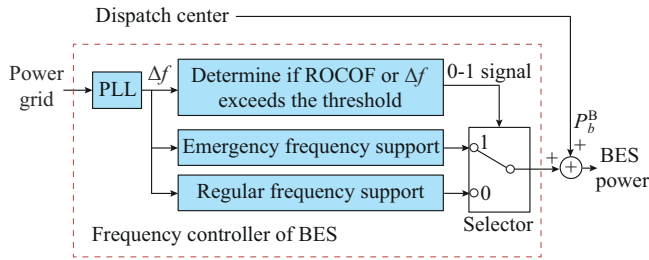 Dispatch center
Power
grid
PLL
Δf
Determine if ROCOF or Δf
exceeds the threshold
0-1 signal
Emergency frequency support
Regular frequency support
1
0
Selector
P_b^B
+
+
+
BES
power
Frequency controller of BES